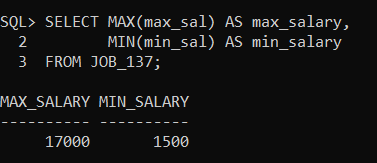 SQL> SELECT MAX(max_sal) AS max_salary,
  2         MIN(min_sal) AS min_salary
  3  FROM JOB_137;
MAX_SALARY MIN_SALARY
---------- ----------
     17000       1500